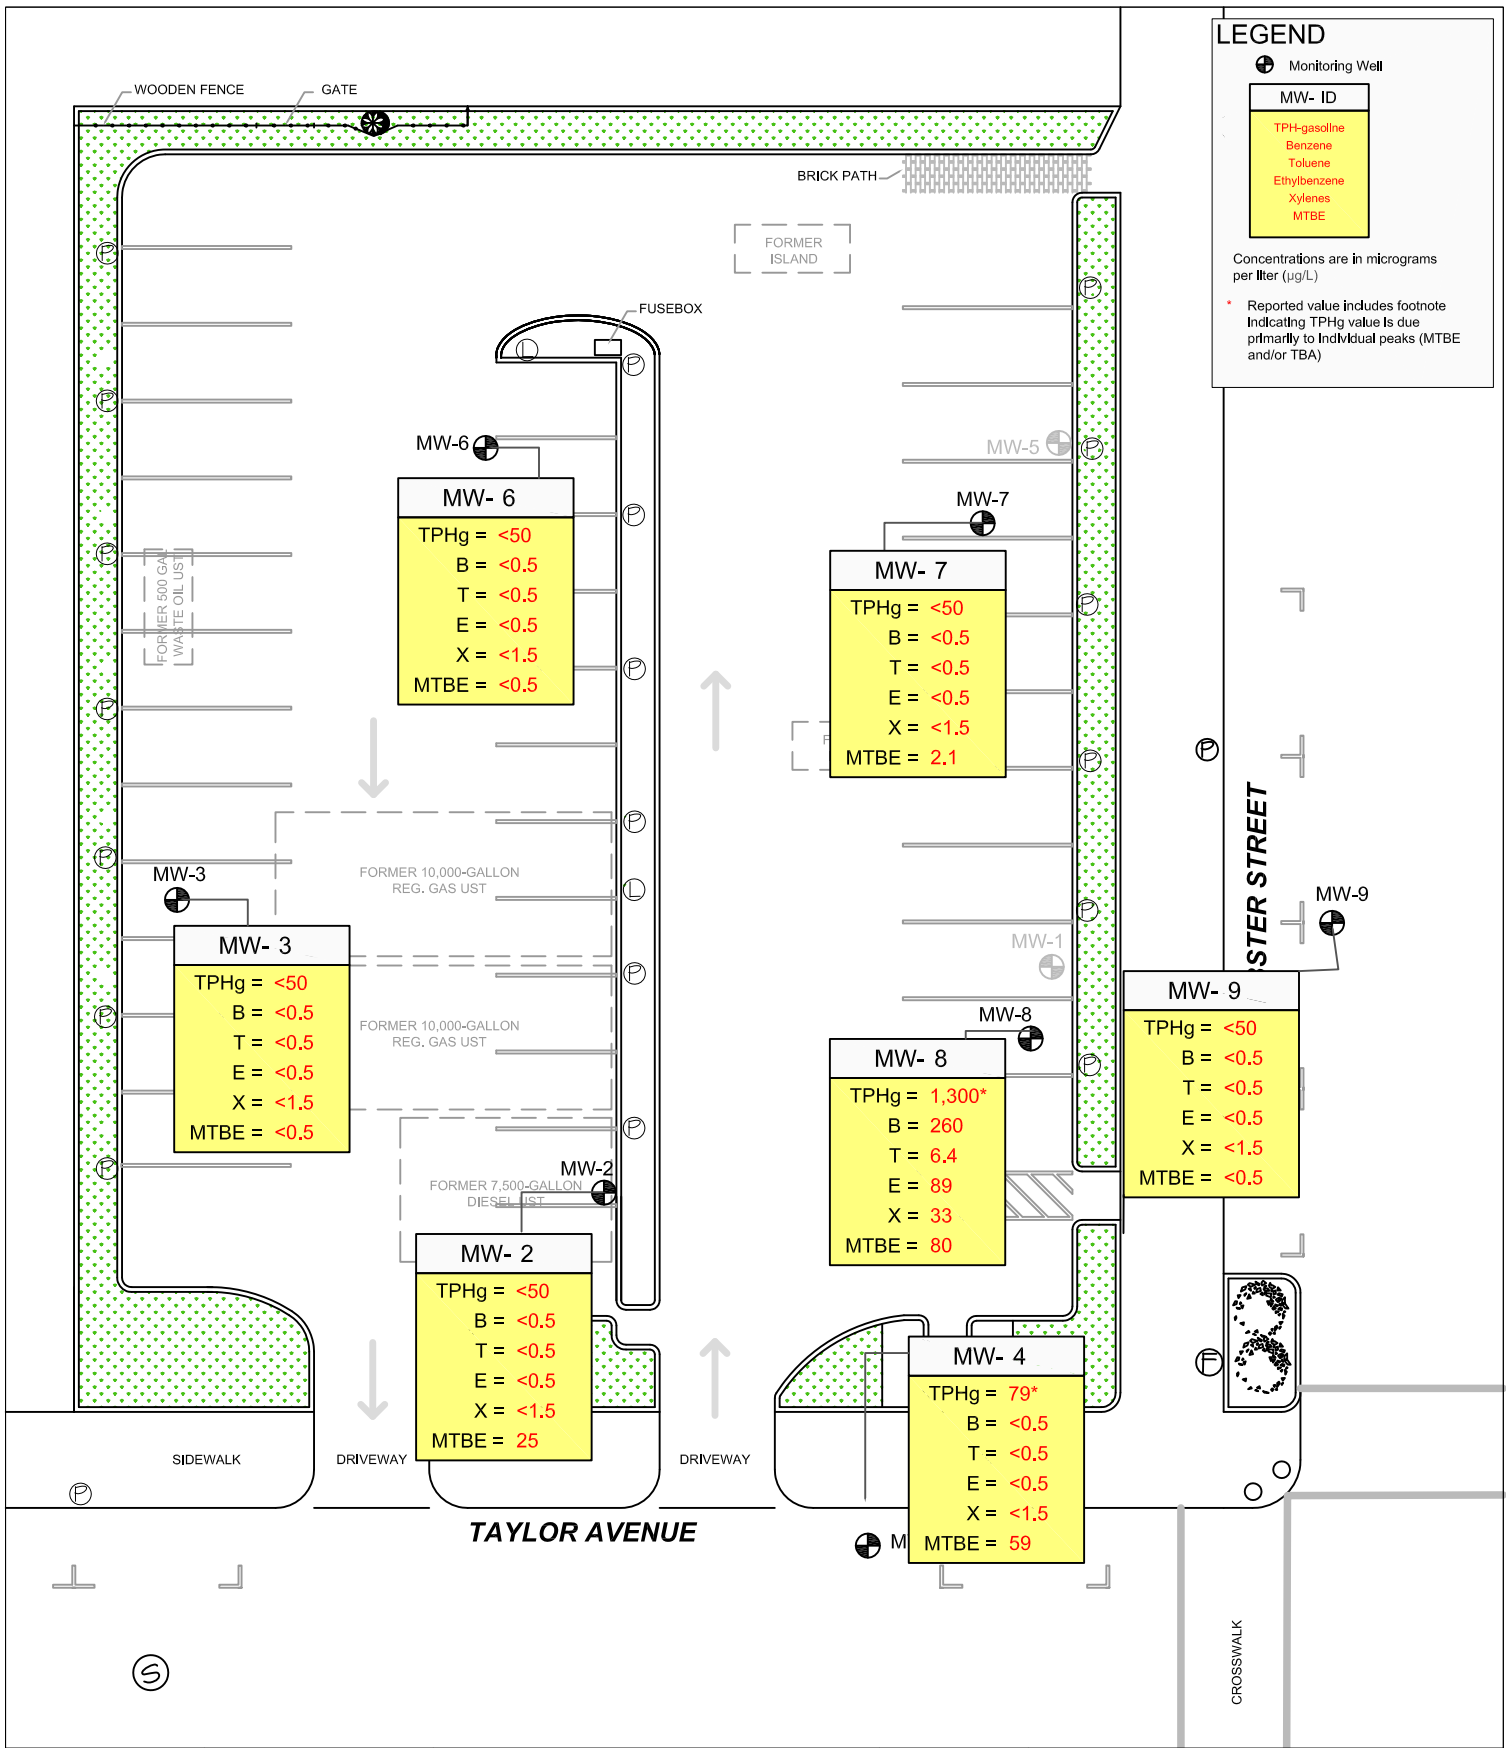 LEGEND
Monitoring Well
MW- ID
TPH-gasoline
Benzene
Toluene
Ethylbenzene
Xylenes
MTBE
Concentrations are in micrograms
per liter (µg/L)
* Reported value includes footnote
indicating TPHg value is due
primarily to individual peaks (MTBE
and/or TBA)
WOODEN FENCE
GATE
BRICK PATH
FORMER
ISLAND
FUSEBOX
L
P
P
P
P
P
P
P
P
P
P
P
P
P
L
P
P
P
P
P
P
P
P
P
P
P
F
S
MW-6
MW- 6
TPHg = <50
B = <0.5
T = <0.5
E = <0.5
X = <1.5
MTBE = <0.5
MW-5
MW-7
MW- 7
TPHg = <50
B = <0.5
T = <0.5
E = <0.5
X = <1.5
MTBE = 2.1
F
FORMER 500 GAL
WASTE OIL UST
FORMER 10,000-GALLON
REG. GAS UST
MW-3
MW- 3
TPHg = <50
B = <0.5
T = <0.5
E = <0.5
X = <1.5
MTBE = <0.5
FORMER 10,000-GALLON
REG. GAS UST
MW-1
MW-8
MW- 8
TPHg = 1,300*
B = 260
T = 6.4
E = 89
X = 33
MTBE = 80
STER STREET
MW-9
MW- 9
TPHg = <50
B = <0.5
T = <0.5
E = <0.5
X = <1.5
MTBE = <0.5
MW-2
FORMER 7,500-GALLON
DIESEL UST
MW- 2
TPHg = <50
B = <0.5
T = <0.5
E = <0.5
X = <1.5
MTBE = 25
MW- 4
TPHg = 79*
B = <0.5
T = <0.5
E = <0.5
X = <1.5
MTBE = 59
M
SIDEWALK
DRIVEWAY
DRIVEWAY
TAYLOR AVENUE
CROSSWALK